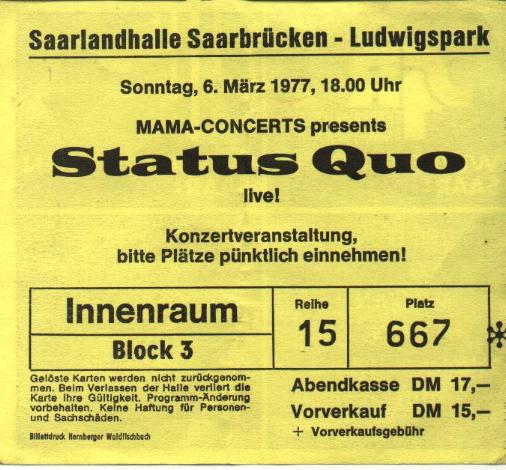 Saarlandhalle Saarbrücken - Ludwigspark
Sonntag, 6. März 1977, 18.00 Uhr
MAMA-CONCERTS presents
Status Quo
live!
Konzertveranstaltung,
bitte Plätze pünktlich einnehmen!
Innenraum
Block 3
Reihe
15
Platz
667
Gelöste Karten werden nicht zurückgenom-
men. Beim Verlassen der Halle verliert die
Karte ihre Gültigkeit. Programm-Änderung
vorbehalten. Keine Haftung für Personen-
und Sachschäden.
Billettdruck Hornberger Waldfischbach
Abendkasse DM 17,—
Vorverkauf DM 15,—
+ Vorverkaufsgebühr